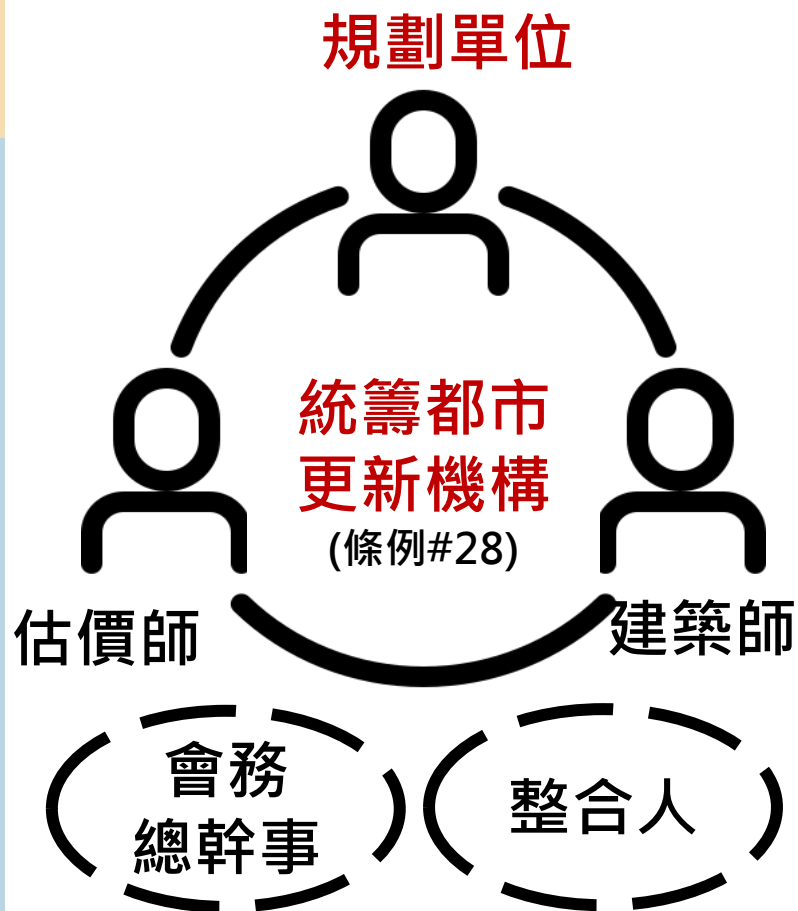 規劃單位
統籌都市
更新機構
(條例#28)
估價師
建築師
會務
總幹事
整合人